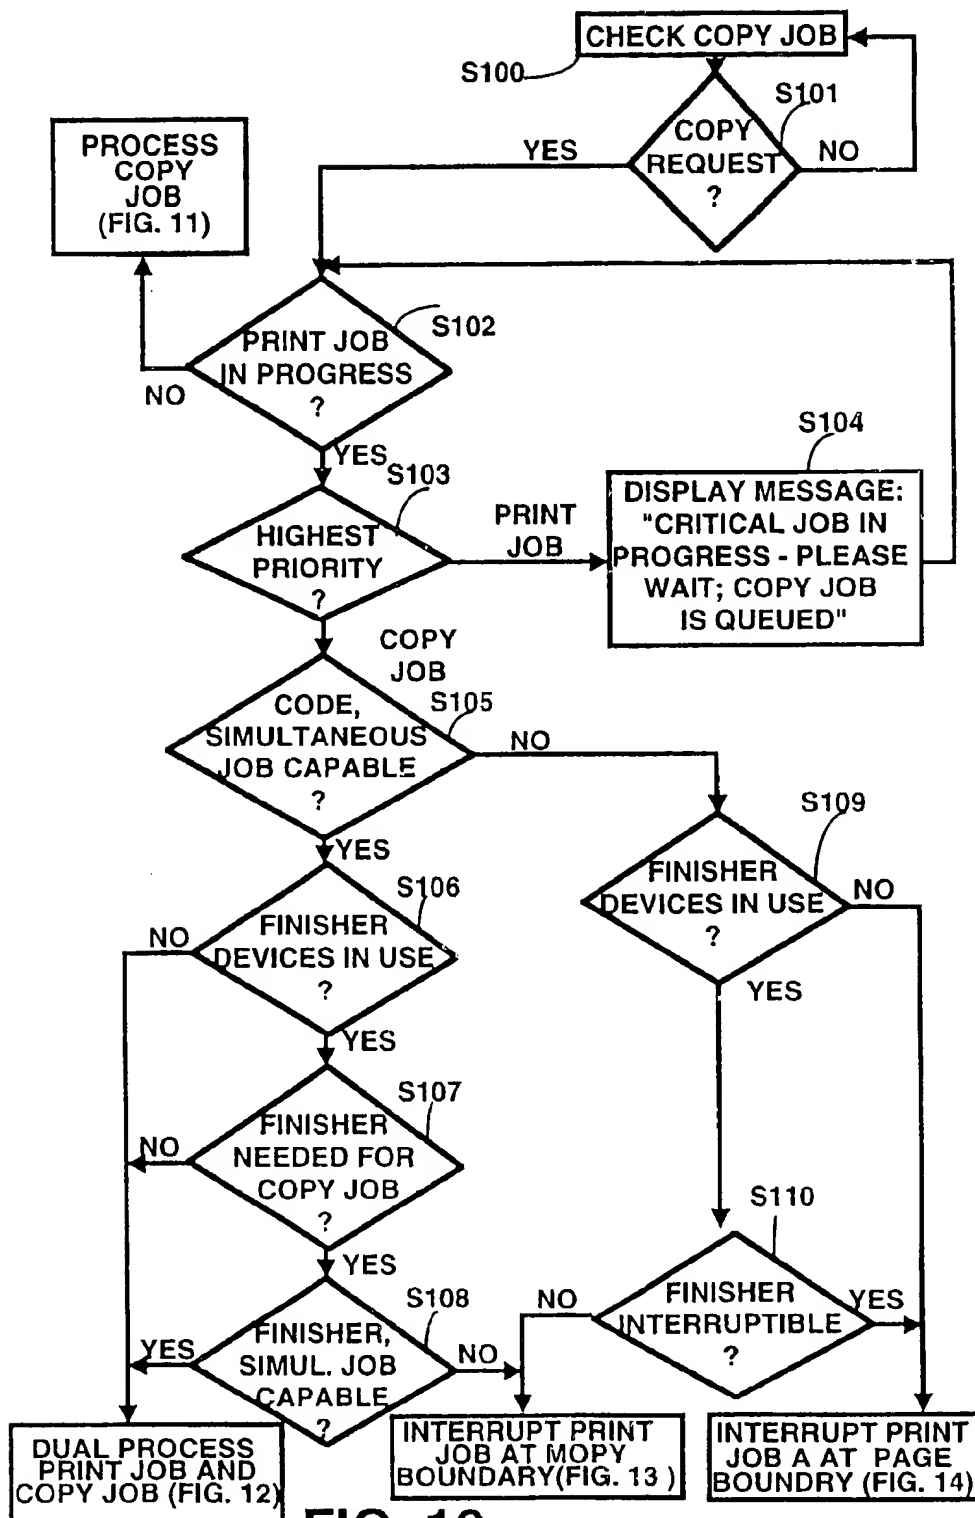 CHECK COPY JOB
S100
S101
COPY
REQUEST
?
YES
NO
PROCESS
COPY
JOB
(FIG. 11)
S102
PRINT JOB
IN PROGRESS
?
NO
YES
S103
HIGHEST
PRIORITY
?
PRINT
JOB
S104
DISPLAY MESSAGE:
"CRITICAL JOB IN
PROGRESS - PLEASE
WAIT; COPY JOB
IS QUEUED"
COPY
JOB
S105
CODE,
SIMULTANEOUS
JOB CAPABLE
?
NO
YES
S109
FINISHER
DEVICES IN USE
?
NO
YES
S106
FINISHER
DEVICES IN USE
?
NO
YES
S107
FINISHER
NEEDED FOR
COPY JOB
?
NO
YES
S110
FINISHER
INTERRUPTIBLE
?
NO
YES
S108
FINISHER,
SIMUL. JOB
CAPABLE
?
YES
NO
DUAL PROCESS
PRINT JOB AND
COPY JOB (FIG. 12)
INTERRUPT PRINT
JOB AT MOPY
BOUNDARY(FIG. 13 )
INTERRUPT PRINT
JOB A AT PAGE
BOUNDRY (FIG. 14)